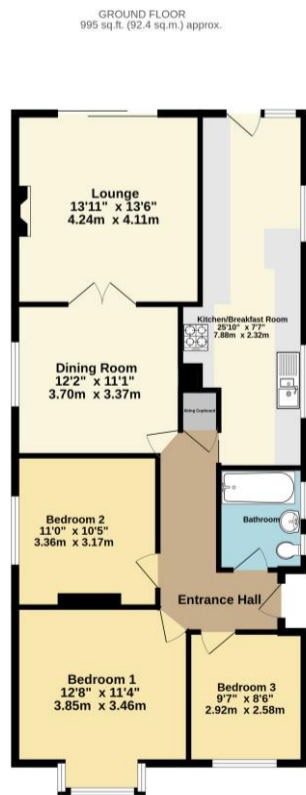 GROUND FLOOR
995 sq.ft. (92.4 sq.m.) approx.
Lounge
13'11" x 13'6"
4.24m x 4.11m
Kitchen/Breakfast Room
25'10" x 7'7"
7.88m x 2.32m
Dining Room
12'2" x 11'1"
3.70m x 3.37m
Airing Cupboard
Bedroom 2
11'0" x 10'5"
3.36m x 3.17m
Bathroom
Entrance Hall
Bedroom 1
12'8" x 11'4"
3.85m x 3.46m
Bedroom 3
9'7" x 8'6"
2.92m x 2.58m